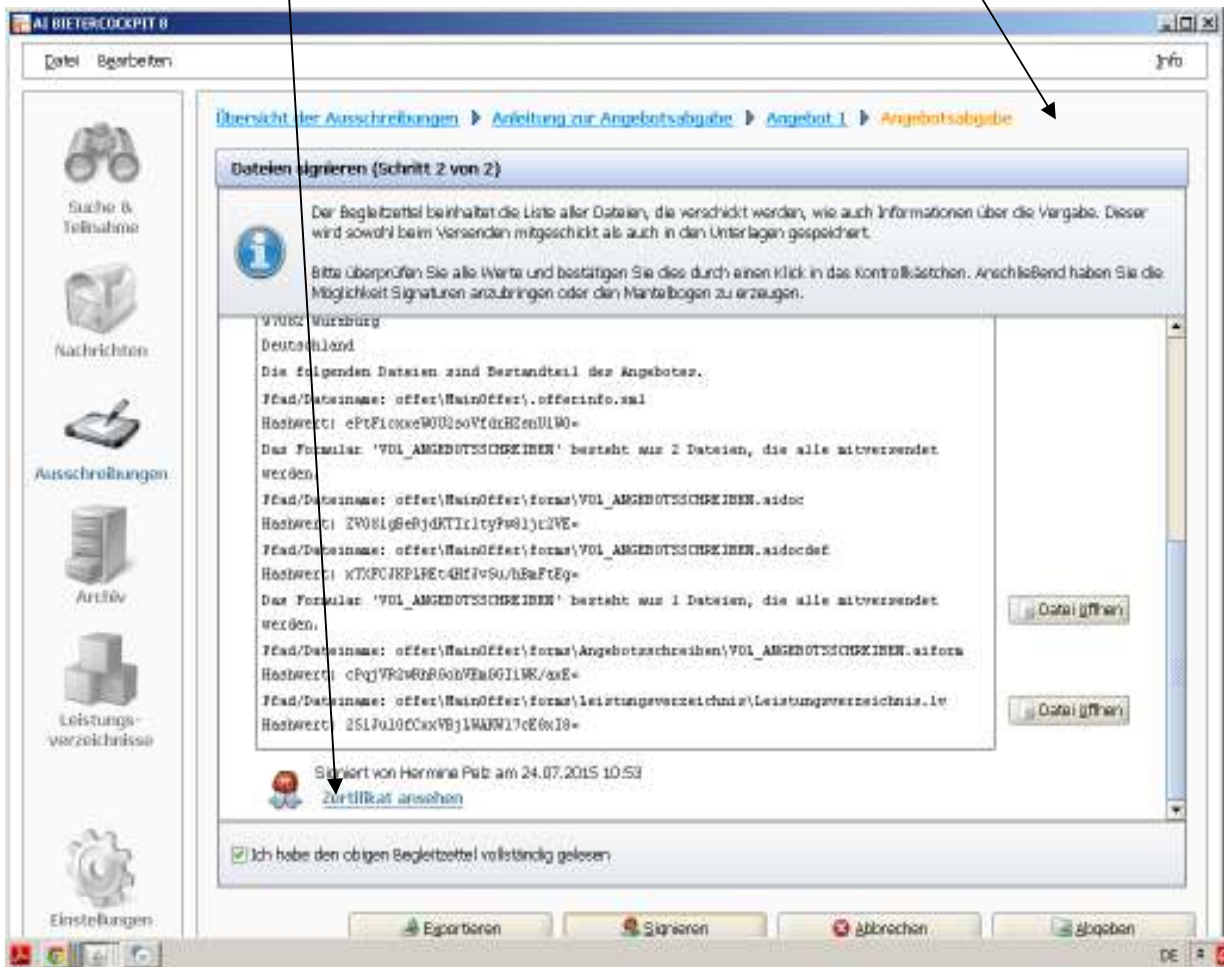 AI BIETERCOCKPIT 8
Datei Bearbeiten
Info
Suche &
Teilnahme
Nachrichten
Ausschreibungen
Archiv
Leistungs-
verzeichnisse
Einstellungen
Übersicht der Ausschreibungen Anleitung zur Angebotsabgabe Angebot 1 Angebotsabgabe
Dateien signieren (Schritt 2 von 2)
Der Begleitzettel beinhaltet die Liste aller Dateien, die verschickt werden, wie auch Informationen über die Vergabe. Dieser
wird sowohl beim Versenden mitgeschickt als auch in den Unterlagen gespeichert.
Bitte überprüfen Sie alle Werte und bestätigen Sie dies durch einen Klick in das Kontrollkästchen. Anschließend haben Sie die
Möglichkeit Signaturen anzubringen oder den Mantelbogen zu erzeugen.
97082 Würzburg
Deutschland
Die folgenden Dateien sind Bestandteil des Angebotes.
Pfad/Dateiname: offer\MainOffer\.offerinfo.xml
Hashwert:
Das Formular 'VOL_ANGEBOTSSCHREIBEN' besteht aus 2 Dateien, die alle mitversendet
werden.
Pfad/Dateiname: offer\MainOffer\forms\VOL_ANGEBOTSSCHREIBEN.aidoc
Hashwert:
Pfad/Dateiname: offer\MainOffer\forms\VOL_ANGEBOTSSCHREIBEN.aidocdef
Hashwert:
Das Formular 'VOL_ANGEBOTSSCHREIBEN' besteht aus 1 Dateien, die alle mitversendet
werden.
Pfad/Dateiname: offer\MainOffer\forms\Angebotsschreiben\VOL_ANGEBOTSSCHREIBEN.aiform
Hashwert:
Pfad/Dateiname: offer\MainOffer\forms\Leistungsverzeichnis\Leistungsverzeichnis.lv
Hashwert:
Datei öffnen
Datei öffnen
Signiert von Hermine Pelz am 24.07.2015 10:53
Zertifikat ansehen
Ich habe den obigen Begleitzettel vollständig gelesen
Exportieren Signieren Abbrechen Abgeben
DE